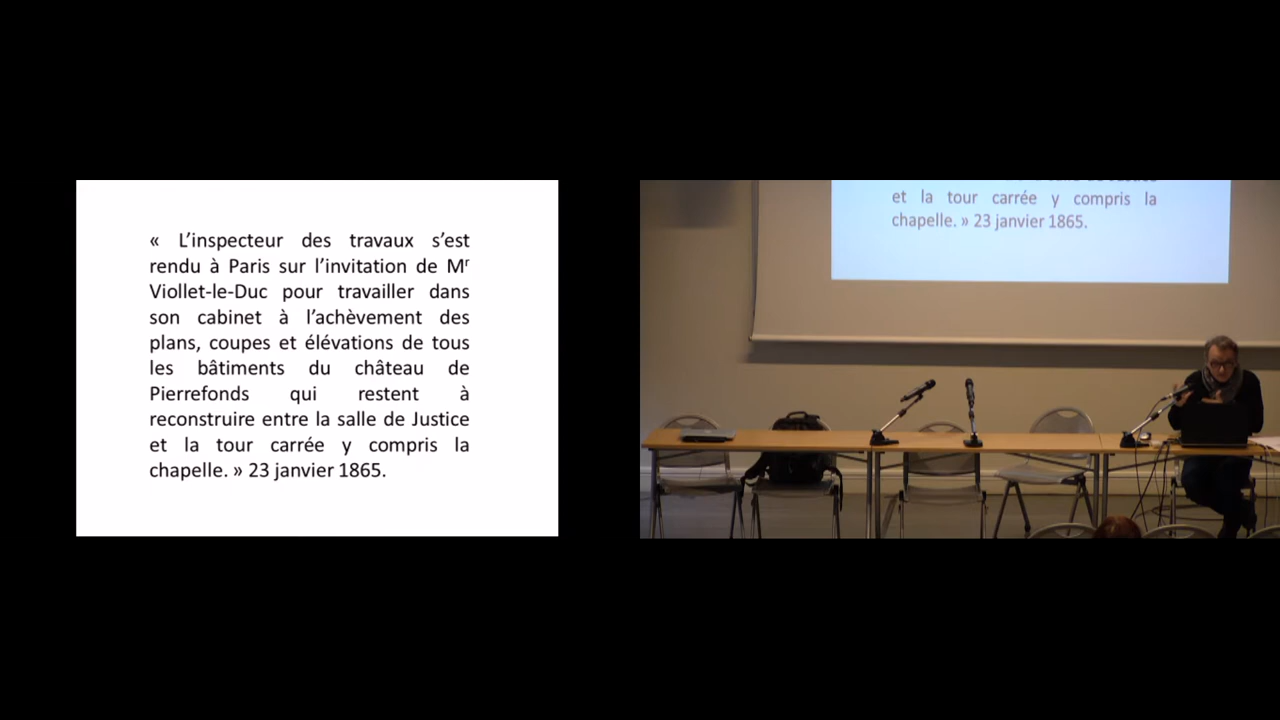 « L’inspecteur des travaux s’est
rendu à Paris sur l’invitation de Mʳ
Viollet-le-Duc pour travailler dans
son cabinet à l’achèvement des
plans, coupes et élévations de tous
les bâtiments du château de
Pierrefonds qui restent à
reconstruire entre la salle de Justice
et la tour carrée y compris la
chapelle. » 23 janvier 1865.
et la tour carrée y compris la
chapelle. » 23 janvier 1865.